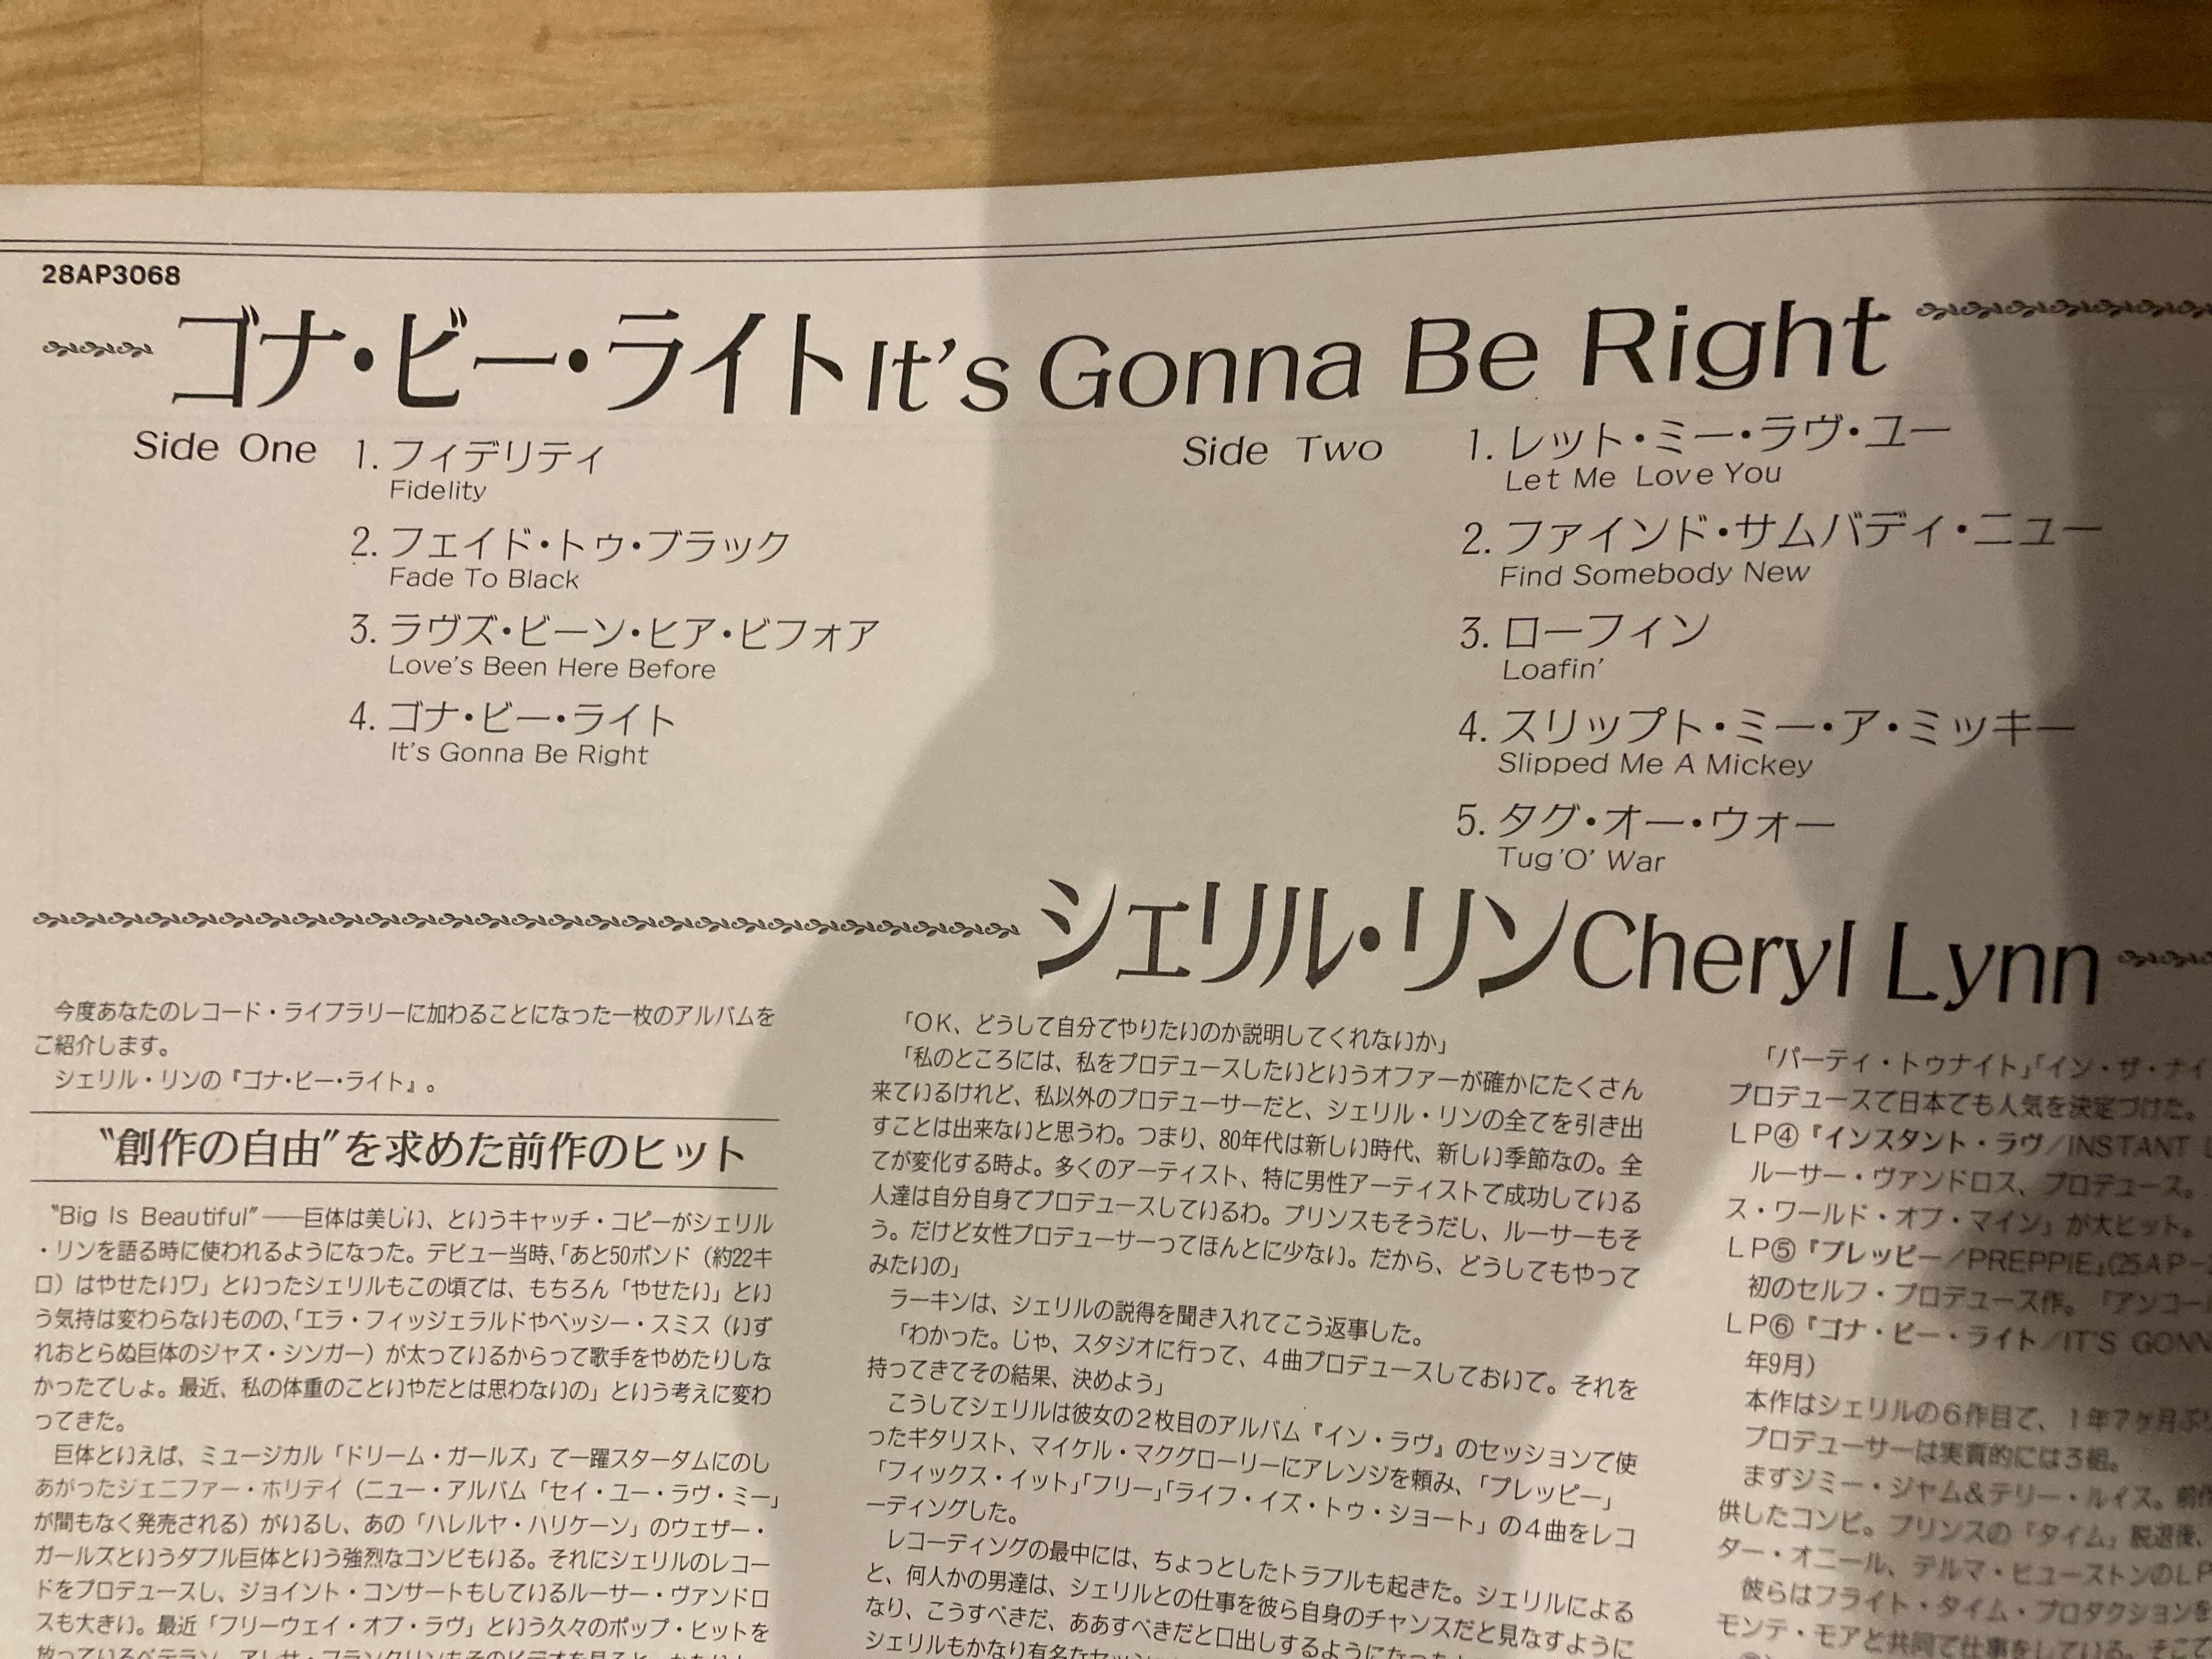 28AP3068
ゴナ・ビー・ライト It's Gonna Be Right
Side One
1. フィデリティ
Fidelity
2. フェイド・トゥ・ブラック
Fade To Black
3. ラヴズ・ビーン・ヒア・ビフォア
Love's Been Here Before
4. ゴナ・ビー・ライト
It's Gonna Be Right
Side Two
1. レット・ミー・ラヴ・ユー
Let Me Love You
2. ファインド・サムバディ・ニュー
Find Somebody New
3. ローフィン
Loafin'
4. スリップト・ミー・ア・ミッキー
Slipped Me A Mickey
5. タグ・オー・ウォー
Tug 'O' War
シェリル・リン Cheryl Lynn
今度あなたのレコード・ライブラリーに加わることになった一枚のアルバムを
ご紹介します。
シェリル・リンの『ゴナ・ビー・ライト』。
〝創作の自由〞を求めた前作のヒット
〝Big Is Beautiful〞──巨体は美しい、というキャッチ・コピーがシェリル
・リンを語る時に使われるようになった。デビュー当時、「あと50ポンド（約22キ
ロ）はやせたいワ」といったシェリルもこの頃では、もちろん「やせたい」とい
う気持は変わらないものの、「エラ・フィッジェラルドやベッシー・スミス（いず
れおとらぬ巨体のジャズ・シンガー）が太っているからって歌手をやめたりしな
かったでしょ。最近、私の体重のこといやだとは思わないの」という考えに変わ
ってきた。
巨体といえば、ミュージカル「ドリーム・ガールズ」で一躍スターダムにのし
あがったジェニファー・ホリデイ（ニュー・アルバム「セイ・ユー・ラヴ・ミー」
が間もなく発売される）がいるし、あの「ハレルヤ・ハリケーン」のウェザー・
ガールズというダブル巨体という強烈なコンビもいる。それにシェリルのレコー
ドをプロデュースし、ジョイント・コンサートもしているルーサー・ヴァンドロ
スも大きい。最近「フリーウェイ・オブ・ラヴ」という久々のポップ・ヒットを
放っているベテラン、アレサ・フランクリンもそのビデオを見ると、
「OK、どうして自分でやりたいのか説明してくれないか」
「私のところには、私をプロデュースしたいというオファーが確かにたくさん
来ているけれど、私以外のプロデューサーだと、シェリル・リンの全てを引き出
すことは出来ないと思うわ。つまり、80年代は新しい時代、新しい季節なの。全
てが変化する時よ。多くのアーティスト、特に男性アーティストで成功している
人達は自分自身でプロデュースしているわ。プリンスもそうだし、ルーサーもそ
う。だけど女性プロデューサーってほんとに少ない。だから、どうしてもやって
みたいの」
ラーキンは、シェリルの説得を聞き入れてこう返事した。
「わかった。じゃ、スタジオに行って、4曲プロデュースしておいて。それを
持ってきてその結果、決めよう」
こうしてシェリルは彼女の2枚目のアルバム『イン・ラヴ』のセッションで使
ったギタリスト、マイケル・マクグローリーにアレンジを頼み、「プレッピー」
「フィックス・イット」「フリー」「ライフ・イズ・トゥ・ショート」の4曲をレコ
ーディングした。
レコーディングの最中には、ちょっとしたトラブルも起きた。シェリルによる
と、何人かの男達は、シェリルとの仕事を彼ら自身のチャンスだと見なすように
なり、こうすべきだ、ああすべきだと口出しするようになった
シェリルもかなり有名なセッ
「パーティ・トゥナイト」「イン・ザ・ナイ
プロデュースで日本でも人気を決定づけた。
LP④『インスタント・ラヴ／INSTANT L
ルーサー・ヴァンドロス、プロデュース。
ス・ワールド・オブ・マイン」が大ヒット。
LP⑤『プレッピー／PREPPIE』(25AP-
初のセルフ・プロデュース作。「アンコー
LP⑥『ゴナ・ビー・ライト／IT'S GONN
年9月）
本作はシェリルの6作目で、1年7ヶ月ぶり
プロデューサーは実質的には3組。
まずジミー・ジャム&テリー・ルイス。前作
供したコンビ。プリンスの「タイム」脱退後、
ター・オニール、テルマ・ヒューストンのLP
彼らはフライト・タイム・プロダクションを
モンテ・モアと共同で仕事をしている。そこで